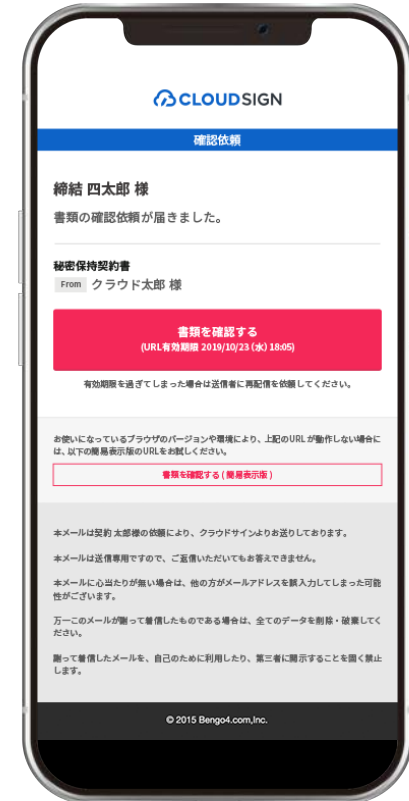 CLOUDSIGN
確認依頼
締結 四太郎 様
書類の確認依頼が届きました。
秘密保持契約書
From クラウド太郎 様
書類を確認する
(URL有効期限 2019/10/23 (水) 18:05)
有効期限を過ぎてしまった場合は送信者に再配信を依頼してください。
お使いになっているブラウザのバージョンや環境により、上記のURLが動作しない場合に
は、以下の簡易表示版のURLをお試しください。
書類を確認する ( 簡易表示版 )
本メールは契約 太郎様の依頼により、クラウドサインよりお送りしております。
本メールは送信専用ですので、ご返信いただいてもお答えできません。
本メールに心当たりが無い場合は、他の方がメールアドレスを誤入力してしまった可能
性がございます。
万一このメールが謝って着信したものである場合は、全てのデータを削除・破棄してく
ださい。
謝って着信したメールを、自己のために利用したり、第三者に開示することを固く禁止
します。
© 2015 Bengo4.com,Inc.